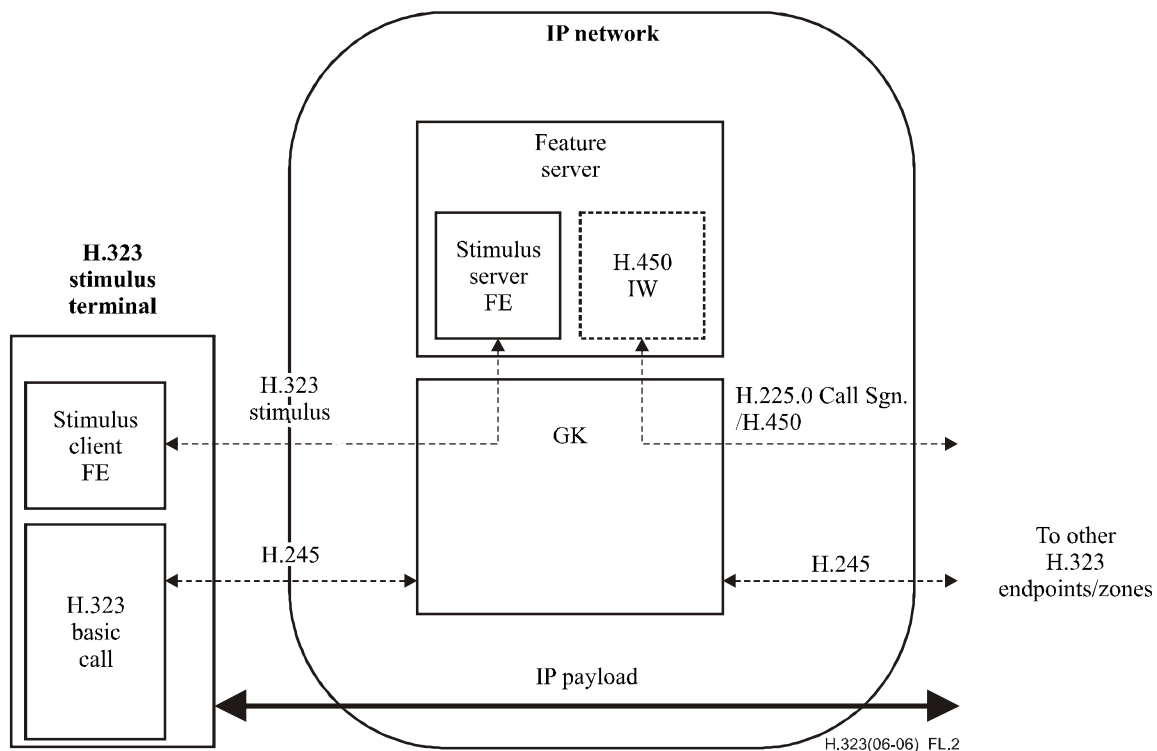 IP network
Feature
server
Stimulus
server
FE
H.450
IW
H.323
stimulus
terminal
Stimulus
client
FE
H.323
stimulus
GK
H.225.0 Call Sgn.
/H.450
H.323
basic
call
H.245
H.245
To other
H.323
endpoints/zones
IP payload
H.323(06-06)_FL.2